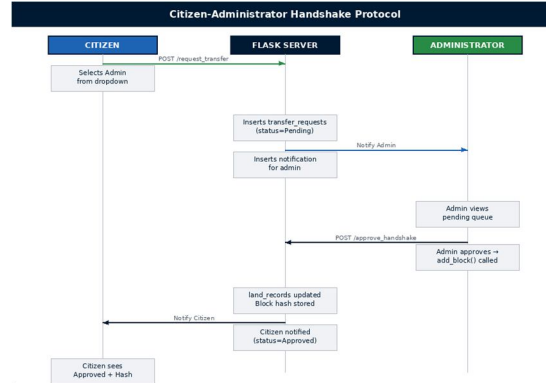 Citizen-Administrator Handshake Protocol
CITIZEN
FLASK SERVER
ADMINISTRATOR
POST /request_transfer
Selects Admin
from dropdown
Inserts transfer_requests
(status=Pending)
Notify Admin
Inserts notification
for admin
Admin views
pending queue
POST /approve_handshake
Admin approves →
add_block() called
land_records updated
Block hash stored
Notify Citizen
Citizen notified
(status=Approved)
Citizen sees
Approved + Hash